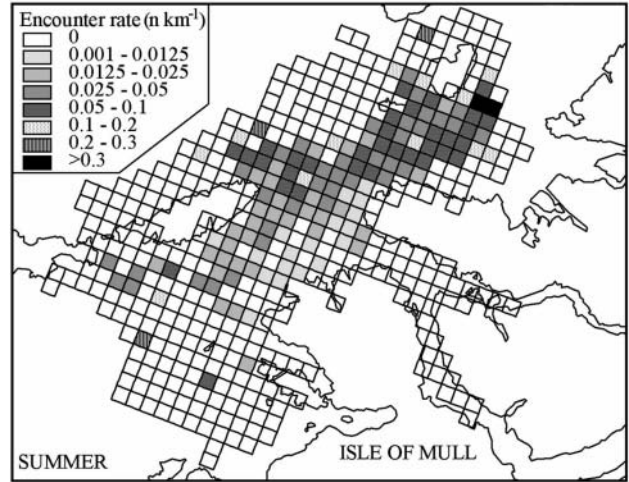 Encounter rate (n km⁻¹)
0
0.001 - 0.0125
0.0125 - 0.025
0.025 - 0.05
0.05 - 0.1
0.1 - 0.2
0.2 - 0.3
>0.3
SUMMER
ISLE OF MULL